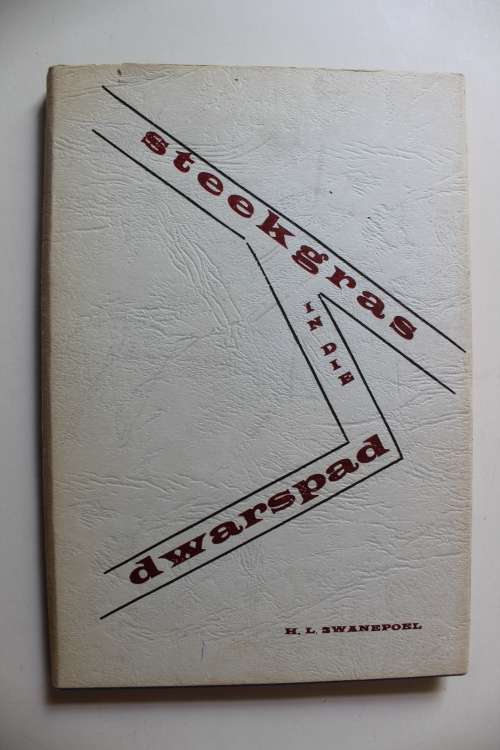 steekgras
IN DIE
dwarspad
H. L. SWANEPOEL